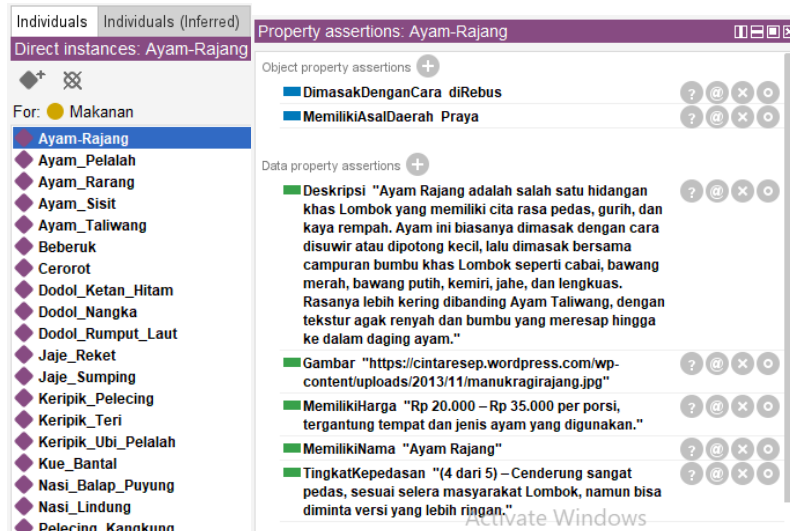 Individuals Individuals (Inferred)
Direct instances: Ayam-Rajang
For: Makanan
Ayam-Rajang
Ayam_Pelalah
Ayam_Rarang
Ayam_Sisit
Ayam_Taliwang
Beberuk
Cerorot
Dodol_Ketan_Hitam
Dodol_Nangka
Dodol_Rumput_Laut
Jaje_Reket
Jaje_Sumping
Keripik_Pelecing
Keripik_Teri
Keripik_Ubi_Pelalah
Kue_Bantal
Nasi_Balap_Puyung
Nasi_Lindung
Pelecing_Kangkung
Property assertions: Ayam-Rajang
Object property assertions
DimasakDenganCara diRebus
MemilikiAsalDaerah Praya
Data property assertions
Deskripsi "Ayam Rajang adalah salah satu hidangan
khas Lombok yang memiliki cita rasa pedas, gurih, dan
kaya rempah. Ayam ini biasanya dimasak dengan cara
disuwir atau dipotong kecil, lalu dimasak bersama
campuran bumbu khas Lombok seperti cabai, bawang
merah, bawang putih, kemiri, jahe, dan lengkuas.
Rasanya lebih kering dibanding Ayam Taliwang, dengan
tekstur agak renyah dan bumbu yang meresap hingga
ke dalam daging ayam."
Gambar "https://cintaresep.wordpress.com/wp-
content/uploads/2013/11/manukragirajang.jpg"
MemilikiHarga "Rp 20.000 – Rp 35.000 per porsi,
tergantung tempat dan jenis ayam yang digunakan."
MemilikiNama "Ayam Rajang"
TingkatKepedasan "(4 dari 5) – Cenderung sangat
pedas, sesuai selera masyarakat Lombok, namun bisa
diminta versi yang lebih ringan."
Activate Windows